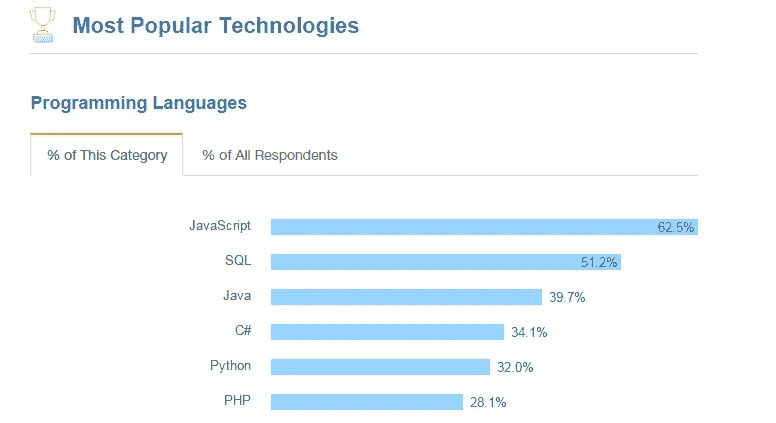 Most Popular Technologies
Programming Languages
% of This Category % of All Respondents
JavaScript 62.5%
SQL 51.2%
Java 39.7%
C# 34.1%
Python 32.0%
PHP 28.1%